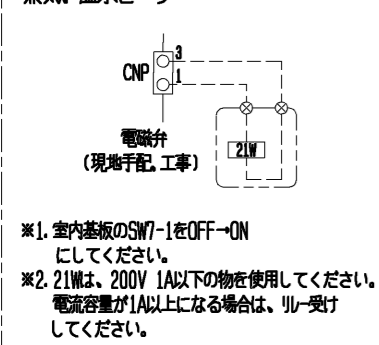 CNP
3
1
電磁弁
(現地手配、工事)
21W
※1. 室内基板のSW7-1をOFF→ON
にしてください。
※2. 21Wは、200V 1A以下の物を使用してください。
電流容量が1A以上になる場合は、リレー受け
してください。